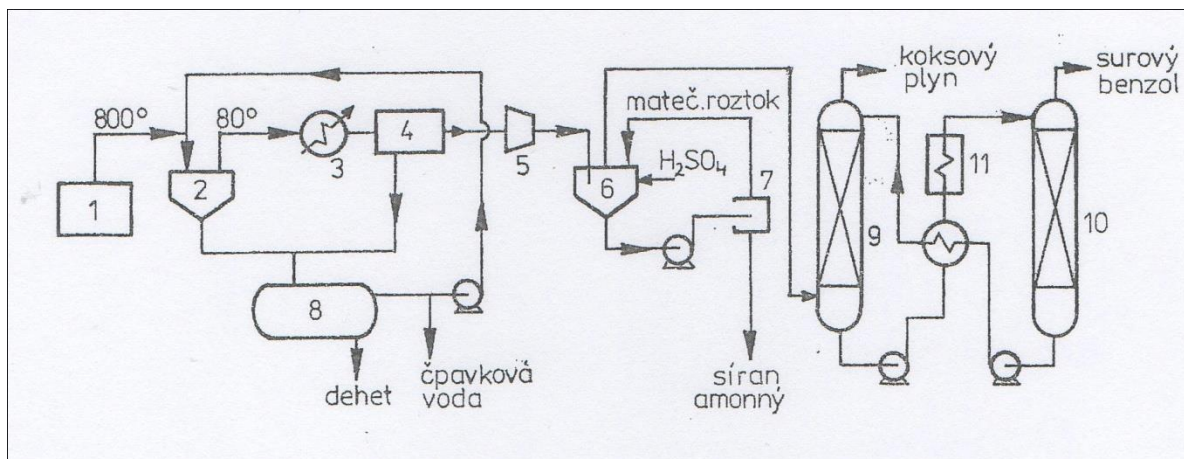 800°
80°
1
2
3
4
5
8
dehet
čpavková
voda
mateč.roztok
H₂SO₄
6
7
síran
amonný
koksový
plyn
surový
benzol
9
11
10